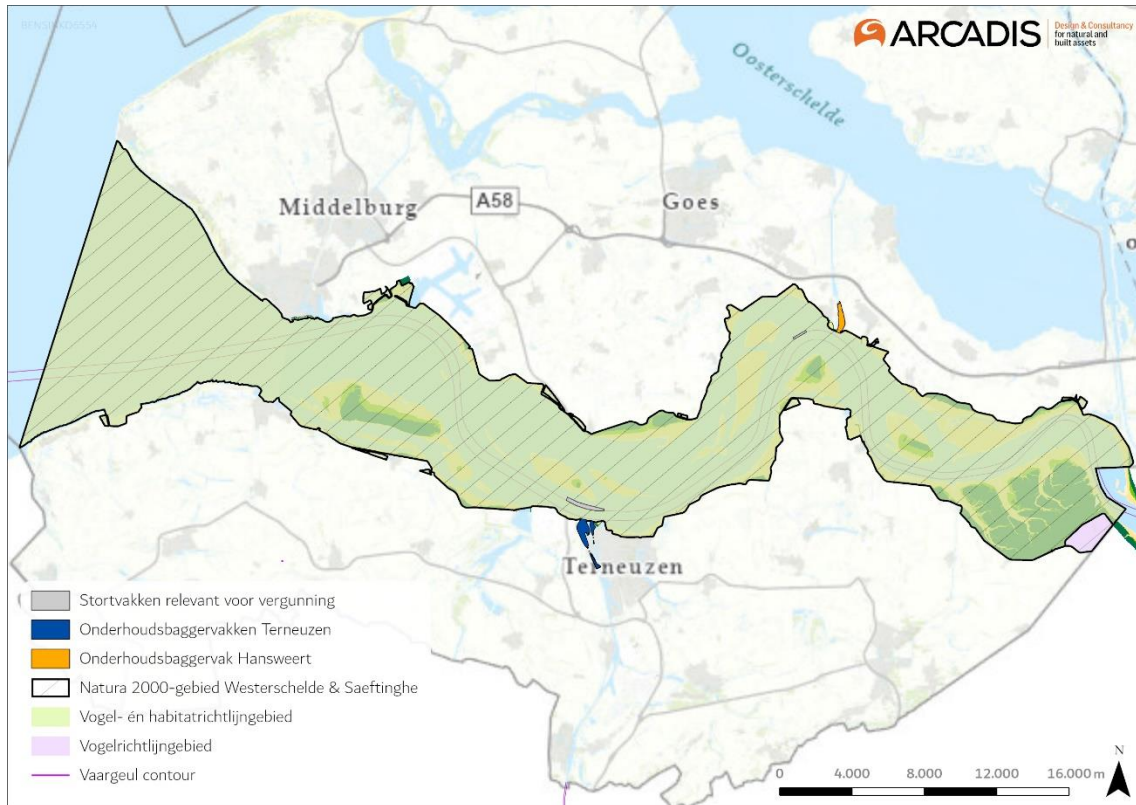 BENSINKD6554
ARCADIS
Design & Consultancy
for natural and
built assets
Oosterschelde
Middelburg
A58
Goes
o
Terneuzen
Stortvakken relevant voor vergunning
Onderhoudsbaggervakken Terneuzen
Onderhoudsbaggervak Hansweert
Natura 2000-gebied Westerschelde & Saeftinghe
Vogel- én habitatrichtlijngebied
Vogelrichtlijngebied
Vaargeul contour
N
0 4.000 8.000 12.000 16.000 m